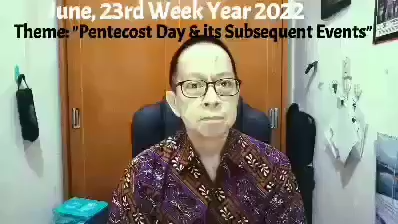 June, 23rd Week Year 2022
Theme: "Pentecost Day & its Subsequent Events"